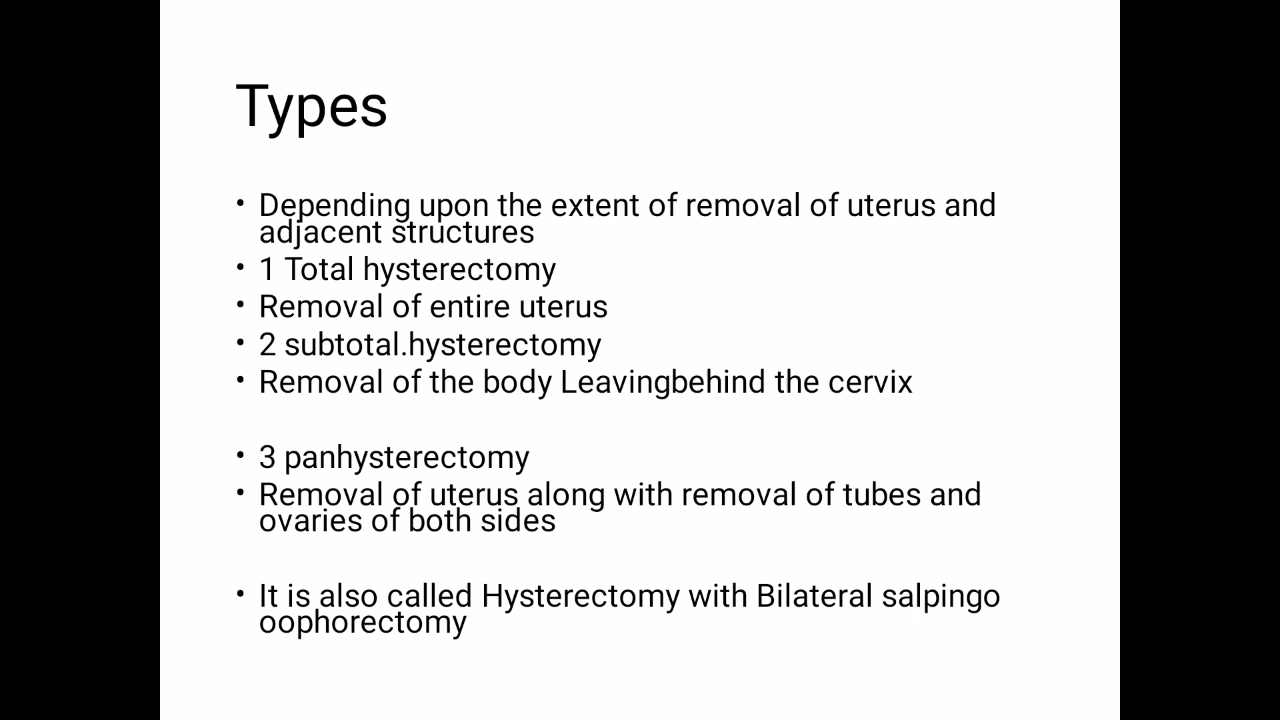 Types
• Depending upon the extent of removal of uterus and
adjacent structures
• 1 Total hysterectomy
• Removal of entire uterus
• 2 subtotal.hysterectomy
• Removal of the body Leavingbehind the cervix
• 3 panhysterectomy
• Removal of uterus along with removal of tubes and
ovaries of both sides
• It is also called Hysterectomy with Bilateral salpingo
oophorectomy